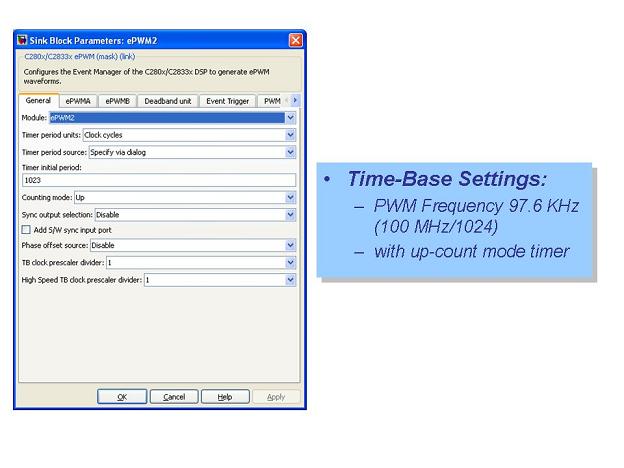 Sink Block Parameters: ePWM2
C280x/C2833x ePWM (mask) (link)
Configures the Event Manager of the C280x/C2833x DSP to generate ePWM
waveforms.
General ePWMA ePWMB Deadband unit Event Trigger PWM
Module: ePWM2
Timer period units: Clock cycles
Timer period source: Specify via dialog
Timer initial period:
1023
Counting mode: Up
Sync output selection: Disable
Add S/W sync input port
Phase offset source: Disable
TB clock prescaler divider: 1
High Speed TB clock prescaler divider: 1
OK Cancel Help Apply
• Time-Base Settings:
– PWM Frequency 97.6 KHz
(100 MHz/1024)
– with up-count mode timer